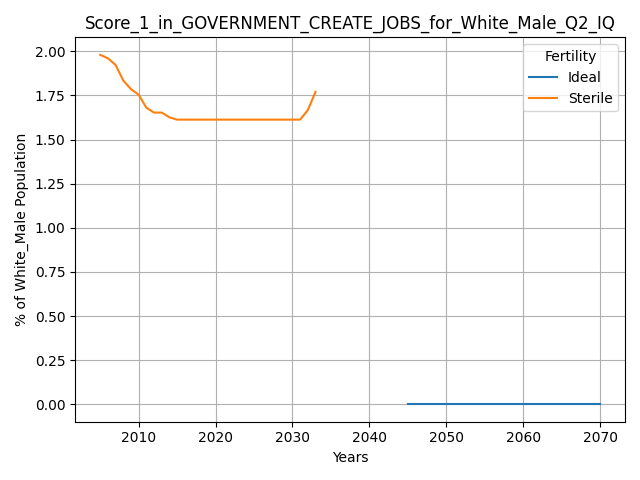 Score_1_in_GOVERNMENT_CREATE_JOBS_for_White_Male_Q2_IQ
% of White_Male Population
2.00
1.75
1.50
1.25
1.00
0.75
0.50
0.25
0.00
Fertility
Ideal
Sterile
2010 2020 2030 2040 2050 2060 2070
Years